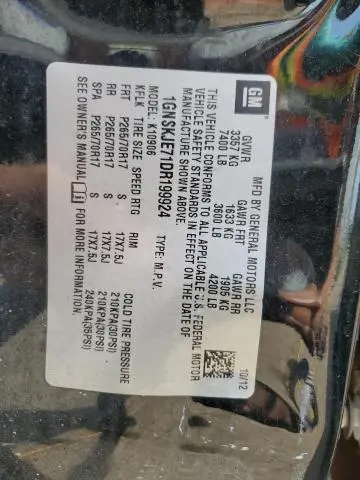 GM
MFD BY GENERAL MOTORS LLC 10/12
GVWR GAWR FRT GAWR RR
3357 KG 1633 KG 1905 KG
7400 LB 3600 LB 4200 LB
THIS VEHICLE CONFORMS TO ALL APPLICABLE U.S. FEDERAL MOTOR
VEHICLE SAFETY STANDARDS IN EFFECT ON THE DATE OF
MANUFACTURE SHOWN ABOVE.
1GNSKJE71DR199924 TYPE: M.P.V.
MODEL: K10906
XFLK TIRE SIZE SPEED RTG RIM COLD TIRE PRESSURE
FRT P265/70R17 S 17X7.5J 210KPA(30PSI)
RR P265/70R17 S 17X7.5J 210KPA(30PSI)
SPA P265/70R17 S 17X7.5J 240KPA(35PSI)
SEE OWNER'S MANUAL FOR MORE INFORMATION.